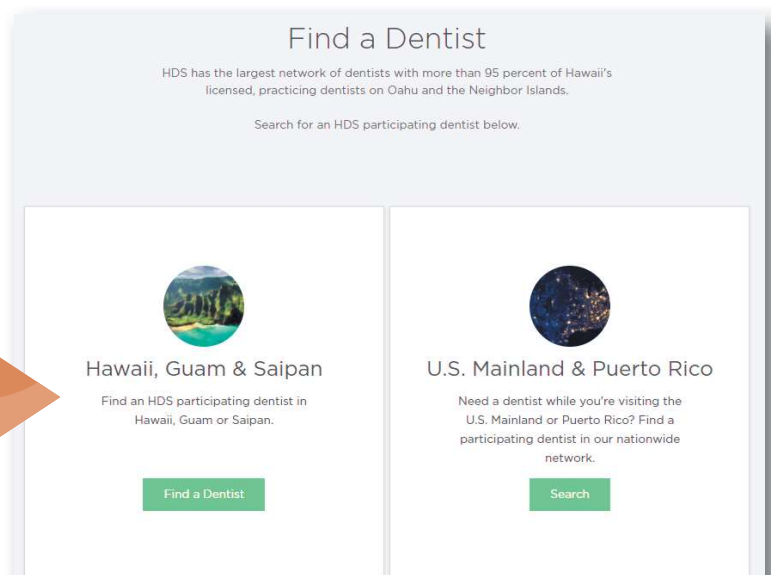 Find a Dentist
HDS has the largest network of dentists with more than 95 percent of Hawaii's
licensed, practicing dentists on Oahu and the Neighbor Islands.
Search for an HDS participating dentist below.
Hawaii, Guam & Saipan
Find an HDS participating dentist in
Hawaii, Guam or Saipan.
Find a Dentist
U.S. Mainland & Puerto Rico
Need a dentist while you're visiting the
U.S. Mainland or Puerto Rico? Find a
participating dentist in our nationwide
network.
Search